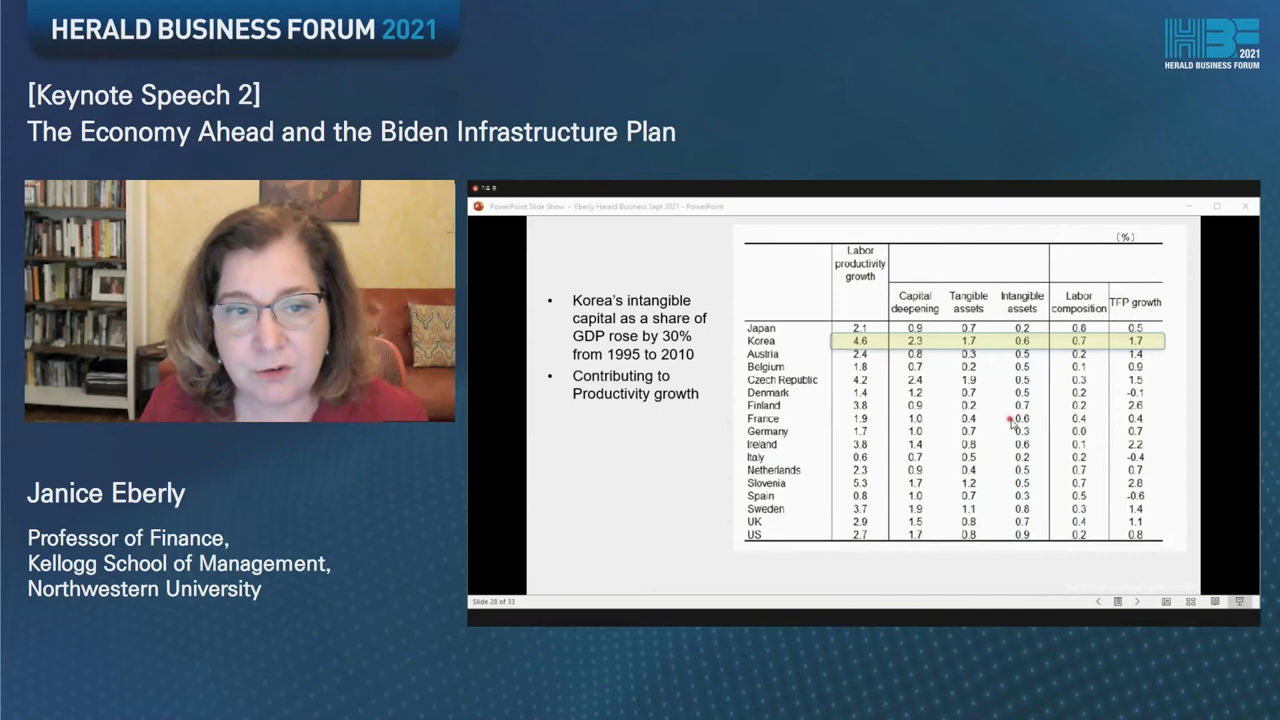 HERALD BUSINESS FORUM 2021
HBF
2021
HERALD BUSINESS FORUM
[Keynote Speech 2]
The Economy Ahead and the Biden Infrastructure Plan
PowerPoint Slide Show - Eberly Herald Business Sept 2021 - PowerPoint
• Korea's intangible
capital as a share of
GDP rose by 30%
from 1995 to 2010
• Contributing to
Productivity growth
(%)
Labor
productivity
growth
Capital
deepening
Tangible
assets
Intangible
assets
Labor
composition
TFP growth
Japan 2.1 0.9 0.7 0.2 0.6 0.5
Korea 4.6 2.3 1.7 0.6 0.7 1.7
Austria 2.4 0.8 0.3 0.5 0.2 1.4
Belgium 1.8 0.7 0.2 0.5 0.1 0.9
Czech Republic 4.2 2.4 1.9 0.5 0.3 1.5
Denmark 1.4 1.2 0.7 0.5 0.2 -0.1
Finland 3.8 0.9 0.2 0.7 0.2 2.6
France 1.9 1.0 0.4 0.6 0.4 0.4
Germany 1.7 1.0 0.7 0.3 0.0 0.7
Ireland 3.8 1.4 0.8 0.6 0.1 2.2
Italy 0.6 0.7 0.5 0.2 0.2 -0.4
Netherlands 2.3 0.9 0.4 0.5 0.7 0.7
Slovenia 5.3 1.7 1.2 0.5 0.7 2.8
Spain 0.8 1.0 0.7 0.3 0.5 -0.6
Sweden 3.7 1.9 1.1 0.8 0.3 1.4
UK 2.9 1.5 0.8 0.7 0.4 1.1
US 2.7 1.7 0.8 0.9 0.2 0.8
Slide 28 of 33
Janice Eberly
Professor of Finance,
Kellogg School of Management,
Northwestern University